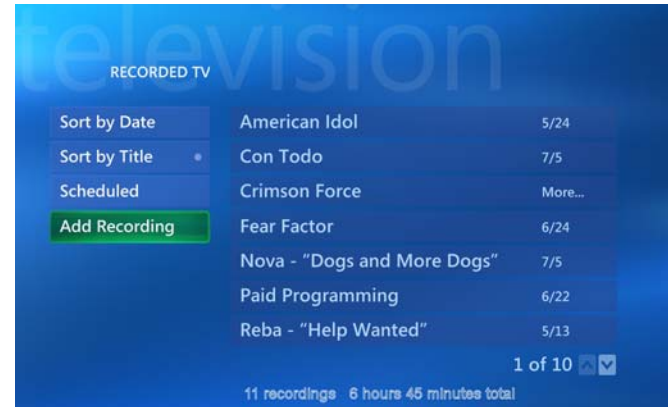 television
RECORDED TV
Sort by Date
Sort by Title
Scheduled
Add Recording
American Idol 5/24
Con Todo 7/5
Crimson Force More...
Fear Factor 6/24
Nova - "Dogs and More Dogs" 7/5
Paid Programming 6/22
Reba - "Help Wanted" 5/13
1 of 10
11 recordings 6 hours 45 minutes total